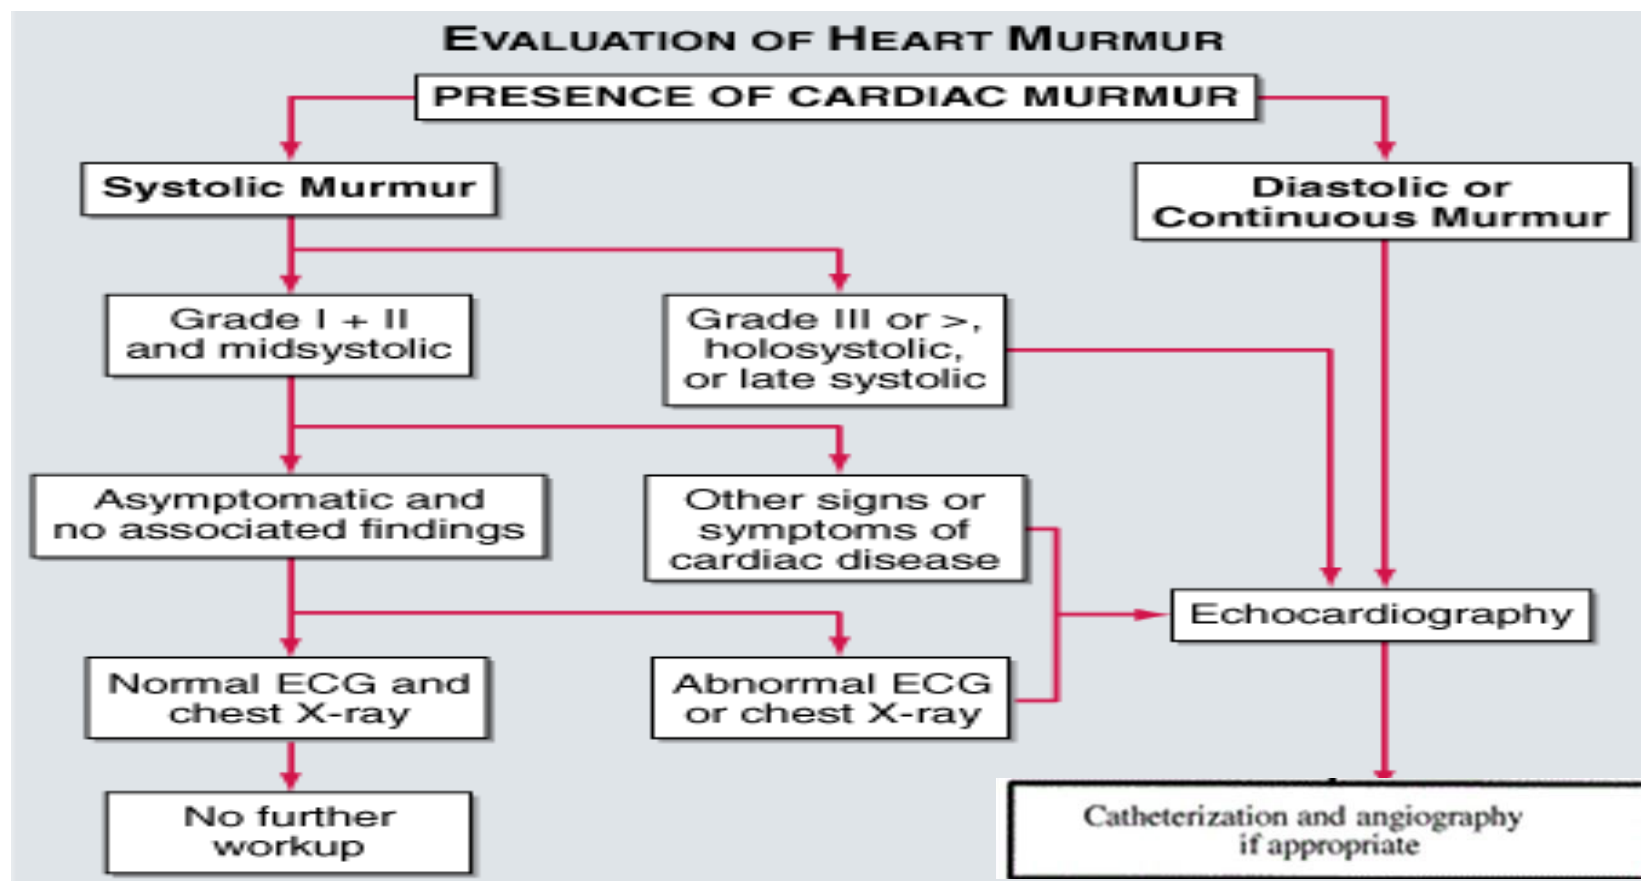 EVALUATION OF HEART MURMUR
PRESENCE OF CARDIAC MURMUR
Systolic Murmur
Diastolic or
Continuous Murmur
Grade I + II
and midsystolic
Grade III or >,
holosystolic,
or late systolic
Asymptomatic and
no associated findings
Other signs or
symptoms of
cardiac disease
Echocardiography
Normal ECG and
chest X-ray
Abnormal ECG
or chest X-ray
No further
workup
Catheterization and angiography
if appropriate